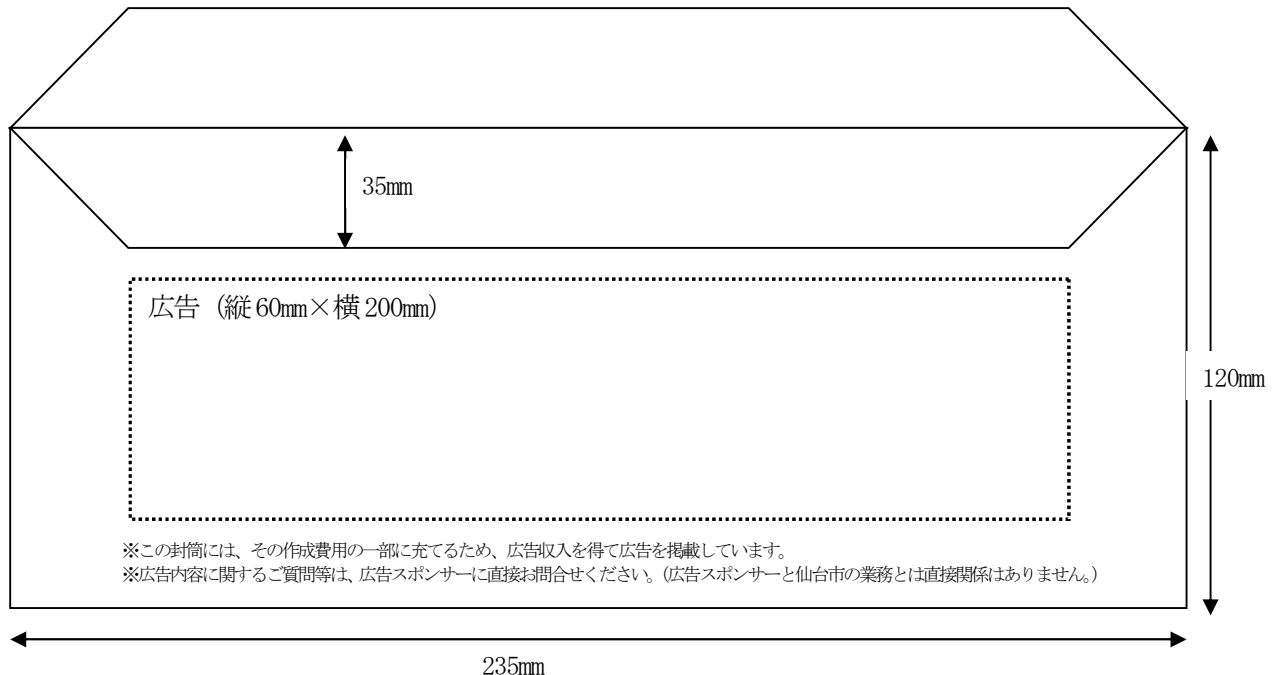 35mm
広告（縦60mm×横200mm）
120mm
※この封筒には、その作成費用の一部に充てるため、広告収入を得て広告を掲載しています。
※広告内容に関するご質問等は、広告スポンサーに直接お問合せください。（広告スポンサーと仙台市の業務とは直接関係はありません。）
235mm